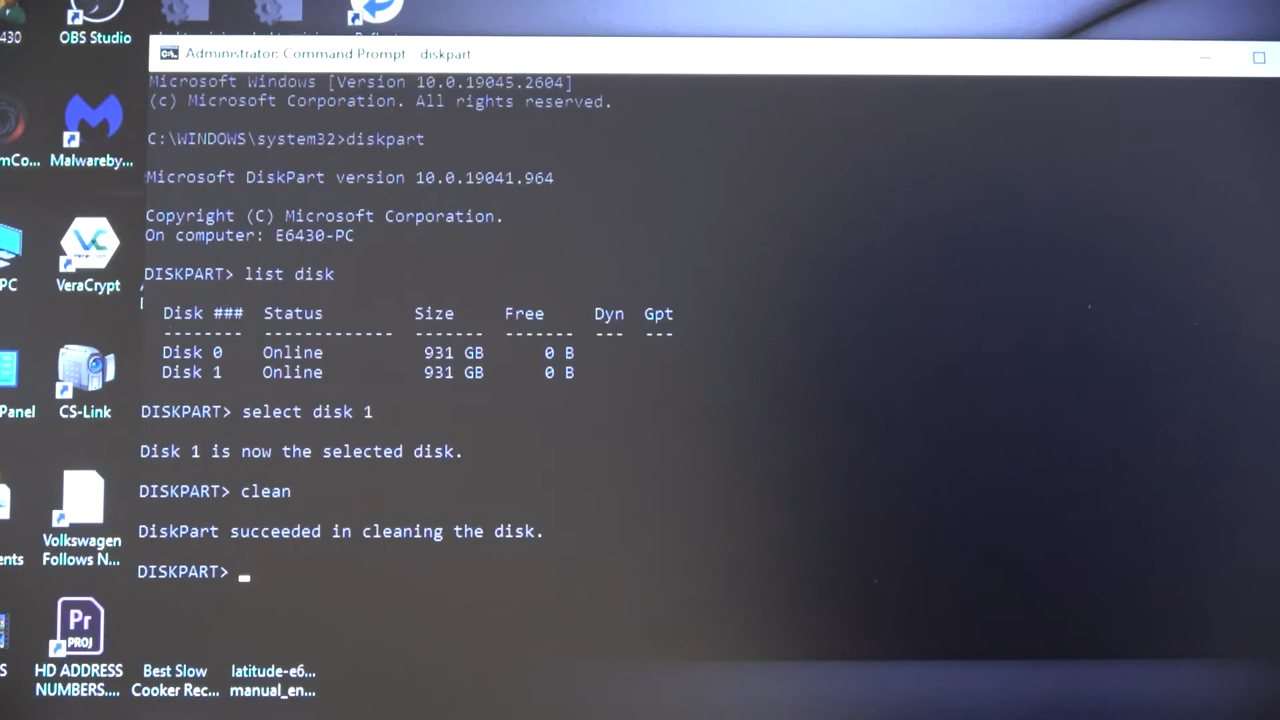 430
OBS Studio
Administrator: Command Prompt - diskpart
Microsoft Windows [Version 10.0.19045.2604]
(c) Microsoft Corporation. All rights reserved.
C:\WINDOWS\system32>diskpart
mCo...
Malwareby...
Microsoft DiskPart version 10.0.19041.964
Copyright (C) Microsoft Corporation.
On computer: E6430-PC
VC
VeraCrypt
PC
VeraCrypt
DISKPART> list disk
Disk ### Status Size Free Dyn Gpt
-------- ------------- ------- ------- --- ---
Disk 0 Online 931 GB 0 B
Disk 1 Online 931 GB 0 B
Panel
CS-Link
DISKPART> select disk 1
Disk 1 is now the selected disk.
DISKPART> clean
DiskPart succeeded in cleaning the disk.
DISKPART>
ents
Volkswagen
Follows N...
Pr
PROJ
S
HD ADDRESS
NUMBERS....
Best Slow
Cooker Rec...
latitude-e6...
manual_en...